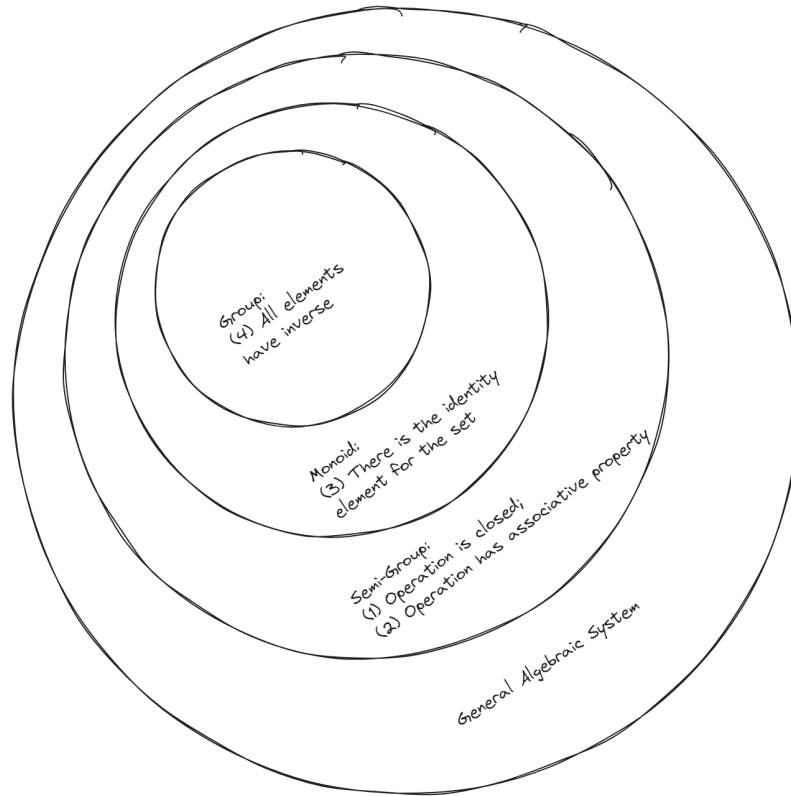 Group:
(4) All elements
have inverse
Monoid:
(3) There is the identity
element for the set
Semi-Group:
(1) Operation is closed;
(2) Operation has associative property
General Algebraic System